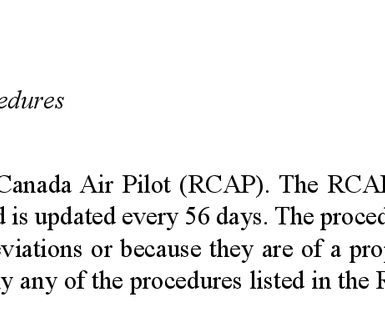 edures
Canada Air Pilot (RCAP). The RCAP
d is updated every 56 days. The proced
eviations or because they are of a prop
y any of the procedures listed in the R